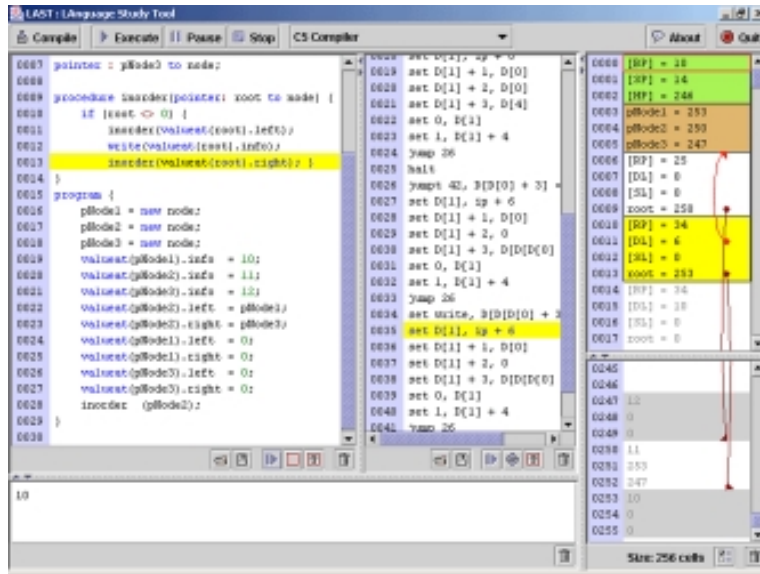 LAST : LAnguage Study Tool
Compile Execute Pause Stop CS Compiler About Quit
0007 pointer : pNode3 to node;
0008
0009 procedure inorder(pointer: root to node) {
0010 if (root <> 0) {
0011 inorder(valueat(root).left);
0012 write(valueat(root).info);
0013 inorder(valueat(root).right); }
0014 }
0015 program {
0016 pNode1 = new node;
0017 pNode2 = new node;
0018 pNode3 = new node;
0019 valueat(pNode1).info = 10;
0020 valueat(pNode2).info = 11;
0021 valueat(pNode3).info = 12;
0022 valueat(pNode2).left = pNode1;
0023 valueat(pNode2).right = pNode3;
0024 valueat(pNode1).left = 0;
0025 valueat(pNode1).right = 0;
0026 valueat(pNode3).left = 0;
0027 valueat(pNode3).right = 0;
0028 inorder (pNode2);
0029 }
0030
0019 set D[1] + 1, D[0]
0020 set D[1] + 2, D[0]
0021 set D[1] + 3, D[4]
0022 set 0, D[1]
0023 set 1, D[1] + 4
0024 jump 26
0025 halt
0026 jumpt 42, D[D[0] + 3] =
0027 set D[1], ip + 6
0028 set D[1] + 1, D[0]
0029 set D[1] + 2, 0
0030 set D[1] + 3, D[D[D[0]
0031 set 0, D[1]
0032 set 1, D[1] + 4
0033 jump 26
0034 set write, D[D[D[0] + 3
0035 set D[1], ip + 6
0036 set D[1] + 1, D[0]
0037 set D[1] + 2, 0
0038 set D[1] + 3, D[D[D[0]
0039 set 0, D[1]
0040 set 1, D[1] + 4
0041 jump 26
0000 [BP] = 10
0001 [SP] = 14
0002 [HP] = 246
0003 pNode1 = 253
0004 pNode2 = 250
0005 pNode3 = 247
0006 [RP] = 25
0007 [DL] = 0
0008 [SL] = 0
0009 root = 250
0010 [RP] = 34
0011 [DL] = 6
0012 [SL] = 0
0013 root = 253
0014 [RP] = 34
0015 [DL] = 10
0016 [SL] = 0
0017 root = 0
0245
0246
0247 12
0248 0
0249 0
0250 11
0251 253
0252 247
0253 10
0254 0
0255 0
10
Size: 256 cells